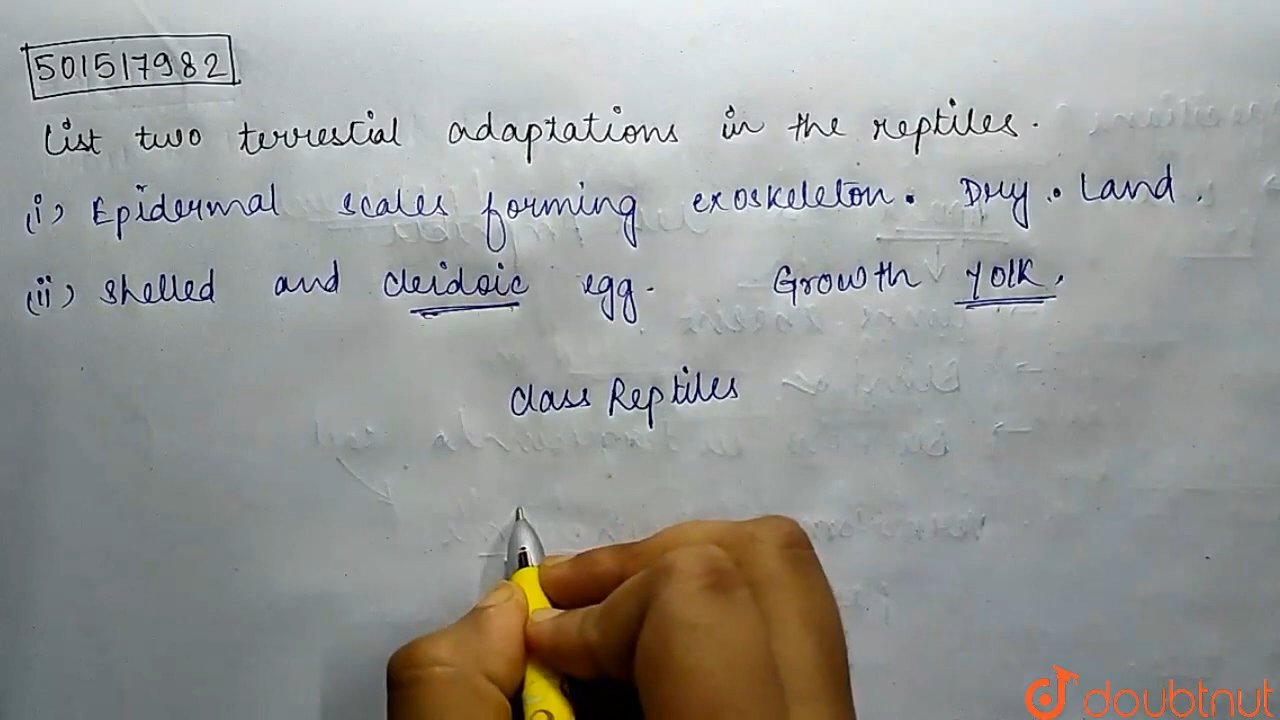 501517982
List two terrestial adaptations in the reptiles.
(i) Epidermal scales forming exoskeleton. Dry. Land.
(ii) Shelled and cleidoic egg. Growth yolk.
class Reptiles
doubtnut